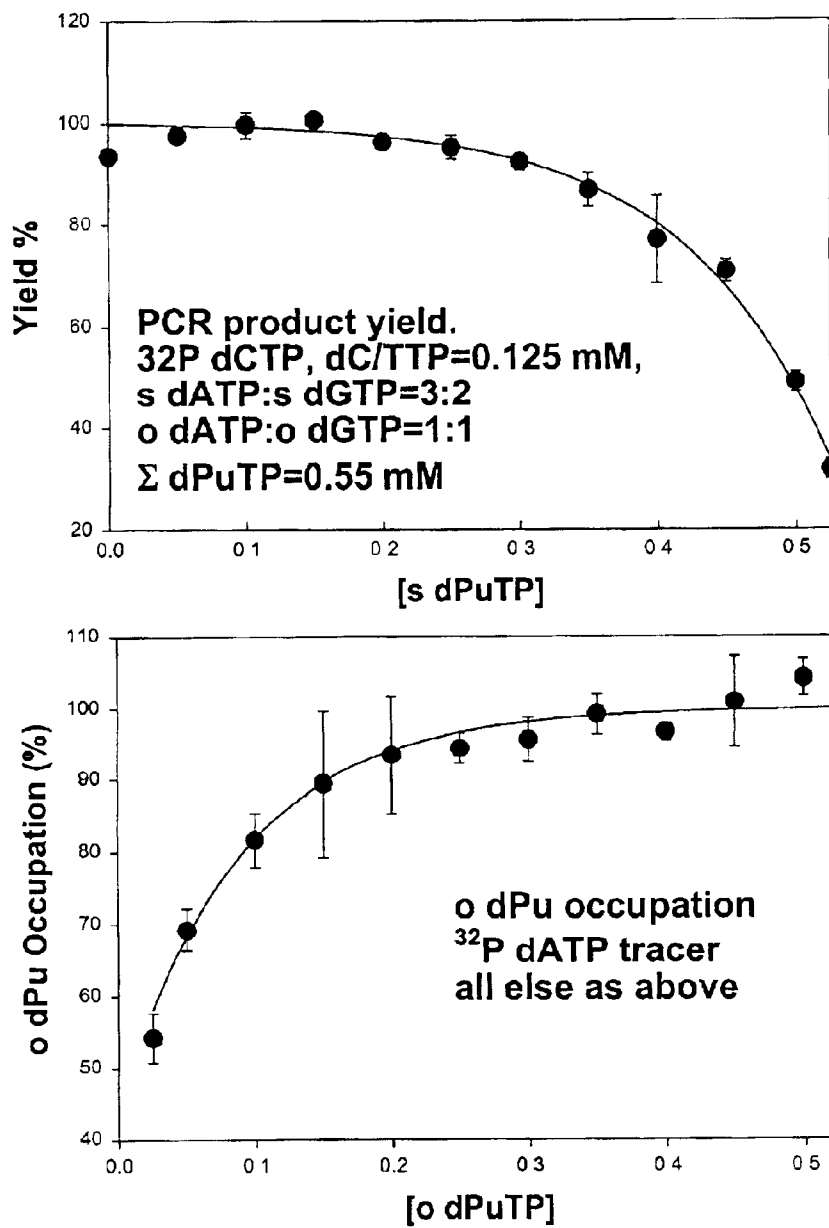 120
100
80
60
40
20
Yield %
PCR product yield.
32P dCTP, dC/TTP=0.125 mM,
s dATP:s dGTP=3:2
o dATP:o dGTP=1:1
Σ dPuTP=0.55 mM
0.0 0 1 0 2 0 3 0 4 0 5
[s dPuTP]
110
100
90
80
70
60
50
40
o dPu Occupation (%)
o dPu occupation
³²P dATP tracer
all else as above
0.0 0 1 0 2 0 3 0 4 0 5
[o dPuTP]